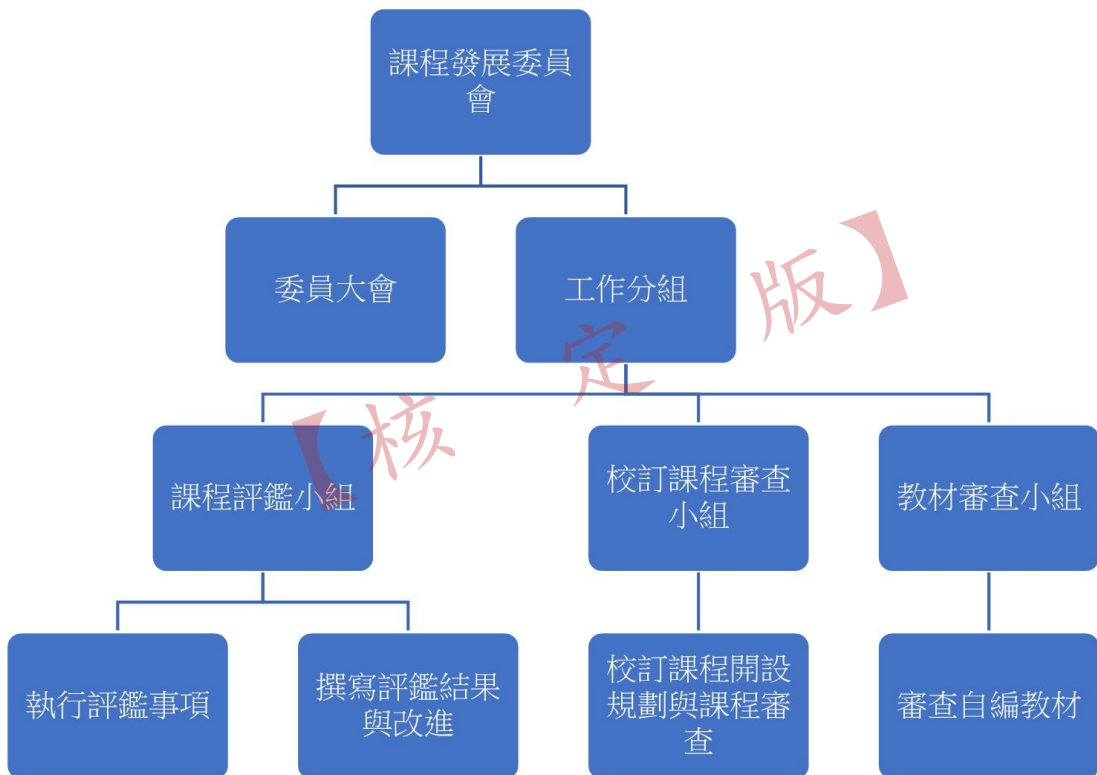 課程發展委員
會
委員大會
工作分組
【核定版】
課程評鑑小組
校訂課程審查
小組
教材審查小組
執行評鑑事項
撰寫評鑑結果
與改進
校訂課程開設
規劃與課程審
查
審查自編教材